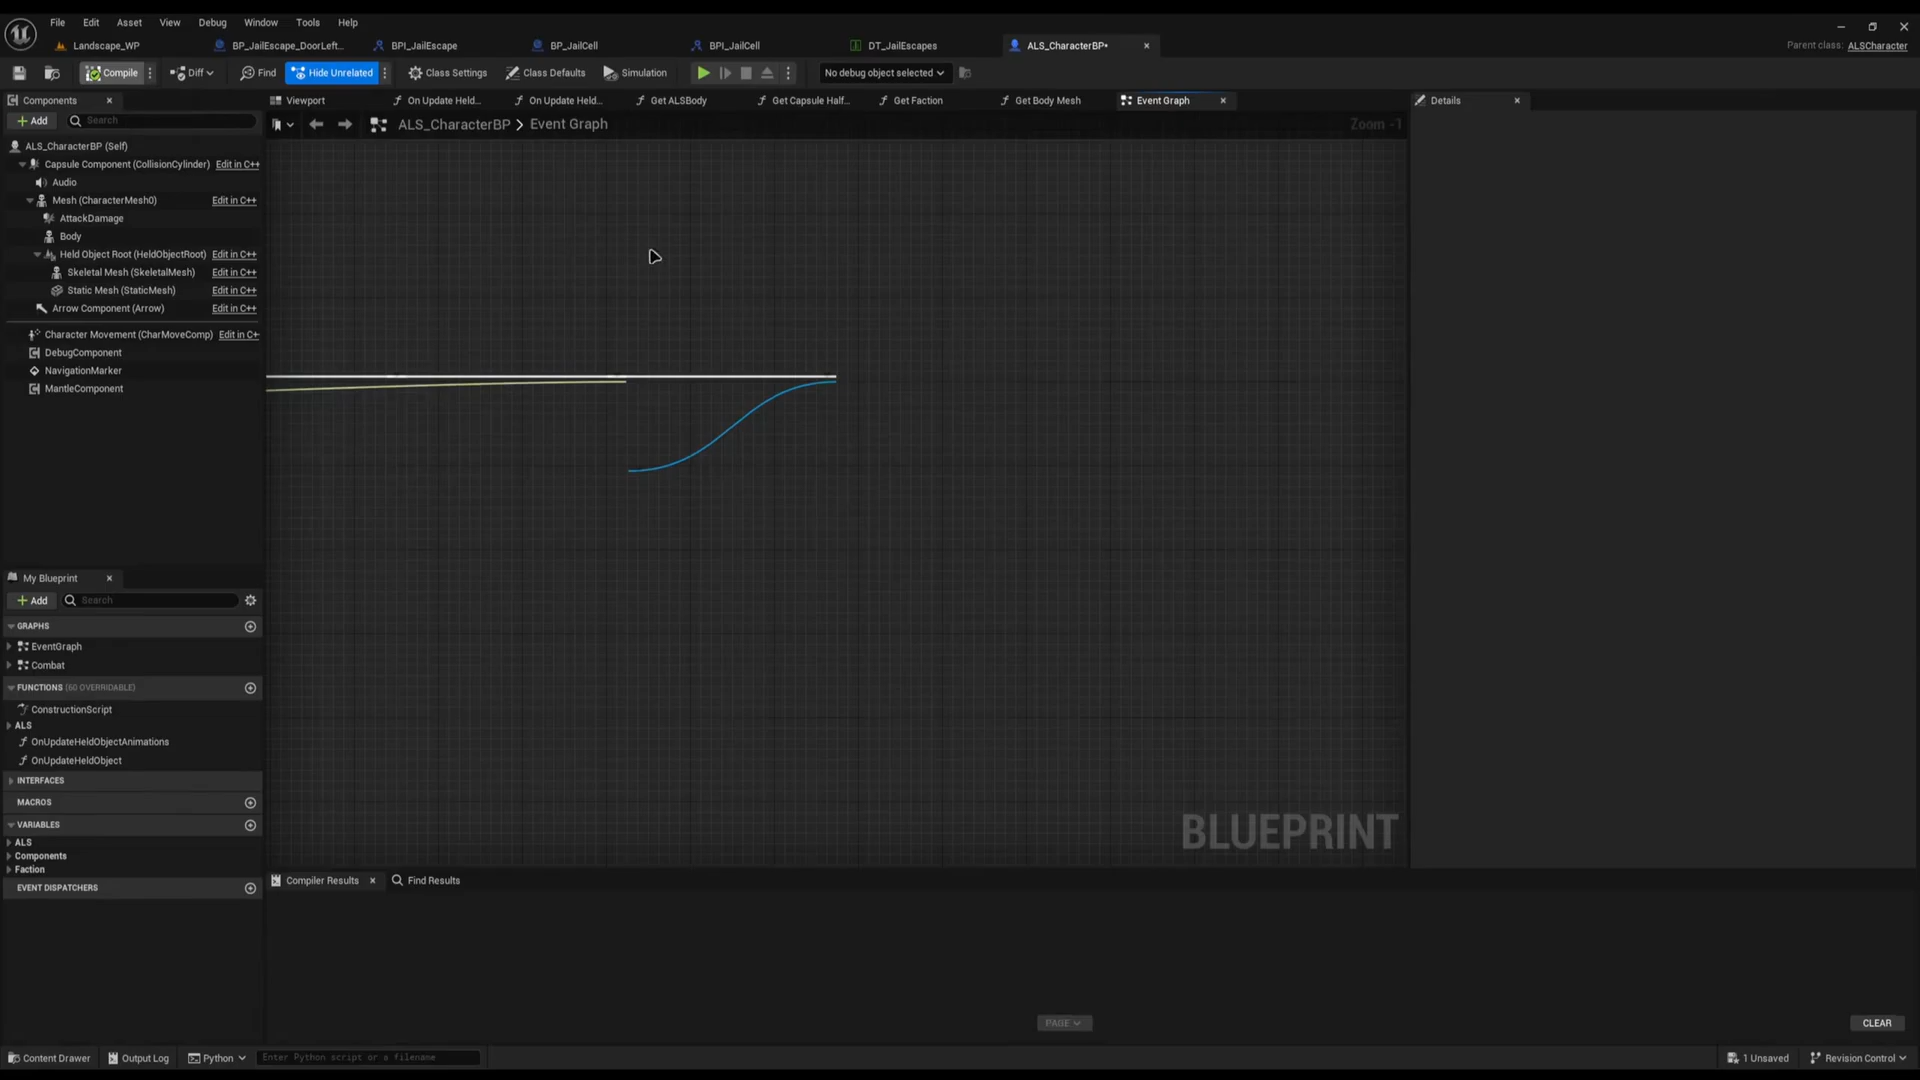 File Edit Asset View Debug Window Tools Help
Landscape_WP BP_JailEscape_DoorLeft... BPI_JailEscape BP_JailCell BPI_JailCell DT_JailEscapes ALS_CharacterBP* Parent class: ALSCharacter
Compile Diff Find Hide Unrelated Class Settings Class Defaults Simulation No debug object selected
Components Viewport On Update Held... On Update Held... Get ALSBody Get Capsule Half... Get Faction Get Body Mesh Event Graph Details
+ Add Search ALS_CharacterBP > Event Graph Zoom -1
ALS_CharacterBP (Self)
Capsule Component (CollisionCylinder) Edit in C++
Audio
Mesh (CharacterMesh0) Edit in C++
AttackDamage
Body
Held Object Root (HeldObjectRoot) Edit in C++
Skeletal Mesh (SkeletalMesh) Edit in C++
Static Mesh (StaticMesh) Edit in C++
Arrow Component (Arrow) Edit in C++
Character Movement (CharMoveComp) Edit in C+
DebugComponent
NavigationMarker
MantleComponent
My Blueprint
+ Add Search
GRAPHS
EventGraph
Combat
FUNCTIONS (60 OVERRIDABLE)
ConstructionScript
ALS
OnUpdateHeldObjectAnimations
OnUpdateHeldObject
INTERFACES
MACROS
VARIABLES
ALS
Components
Faction
EVENT DISPATCHERS
BLUEPRINT
Compiler Results Find Results
PAGE CLEAR
Content Drawer Output Log Python Enter Python script or a filename 1 Unsaved Revision Control